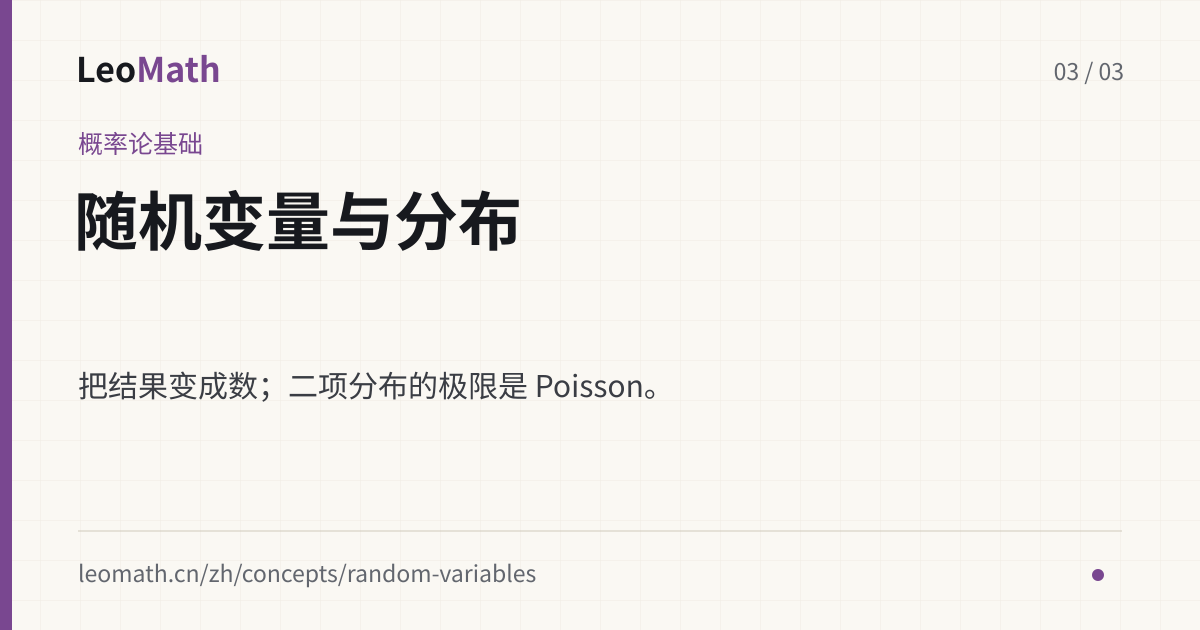 LeoMath
03 / 03
概率论基础
随机变量与分布
把结果变成数；二项分布的极限是 Poisson。
leomath.cn/zh/concepts/random-variables